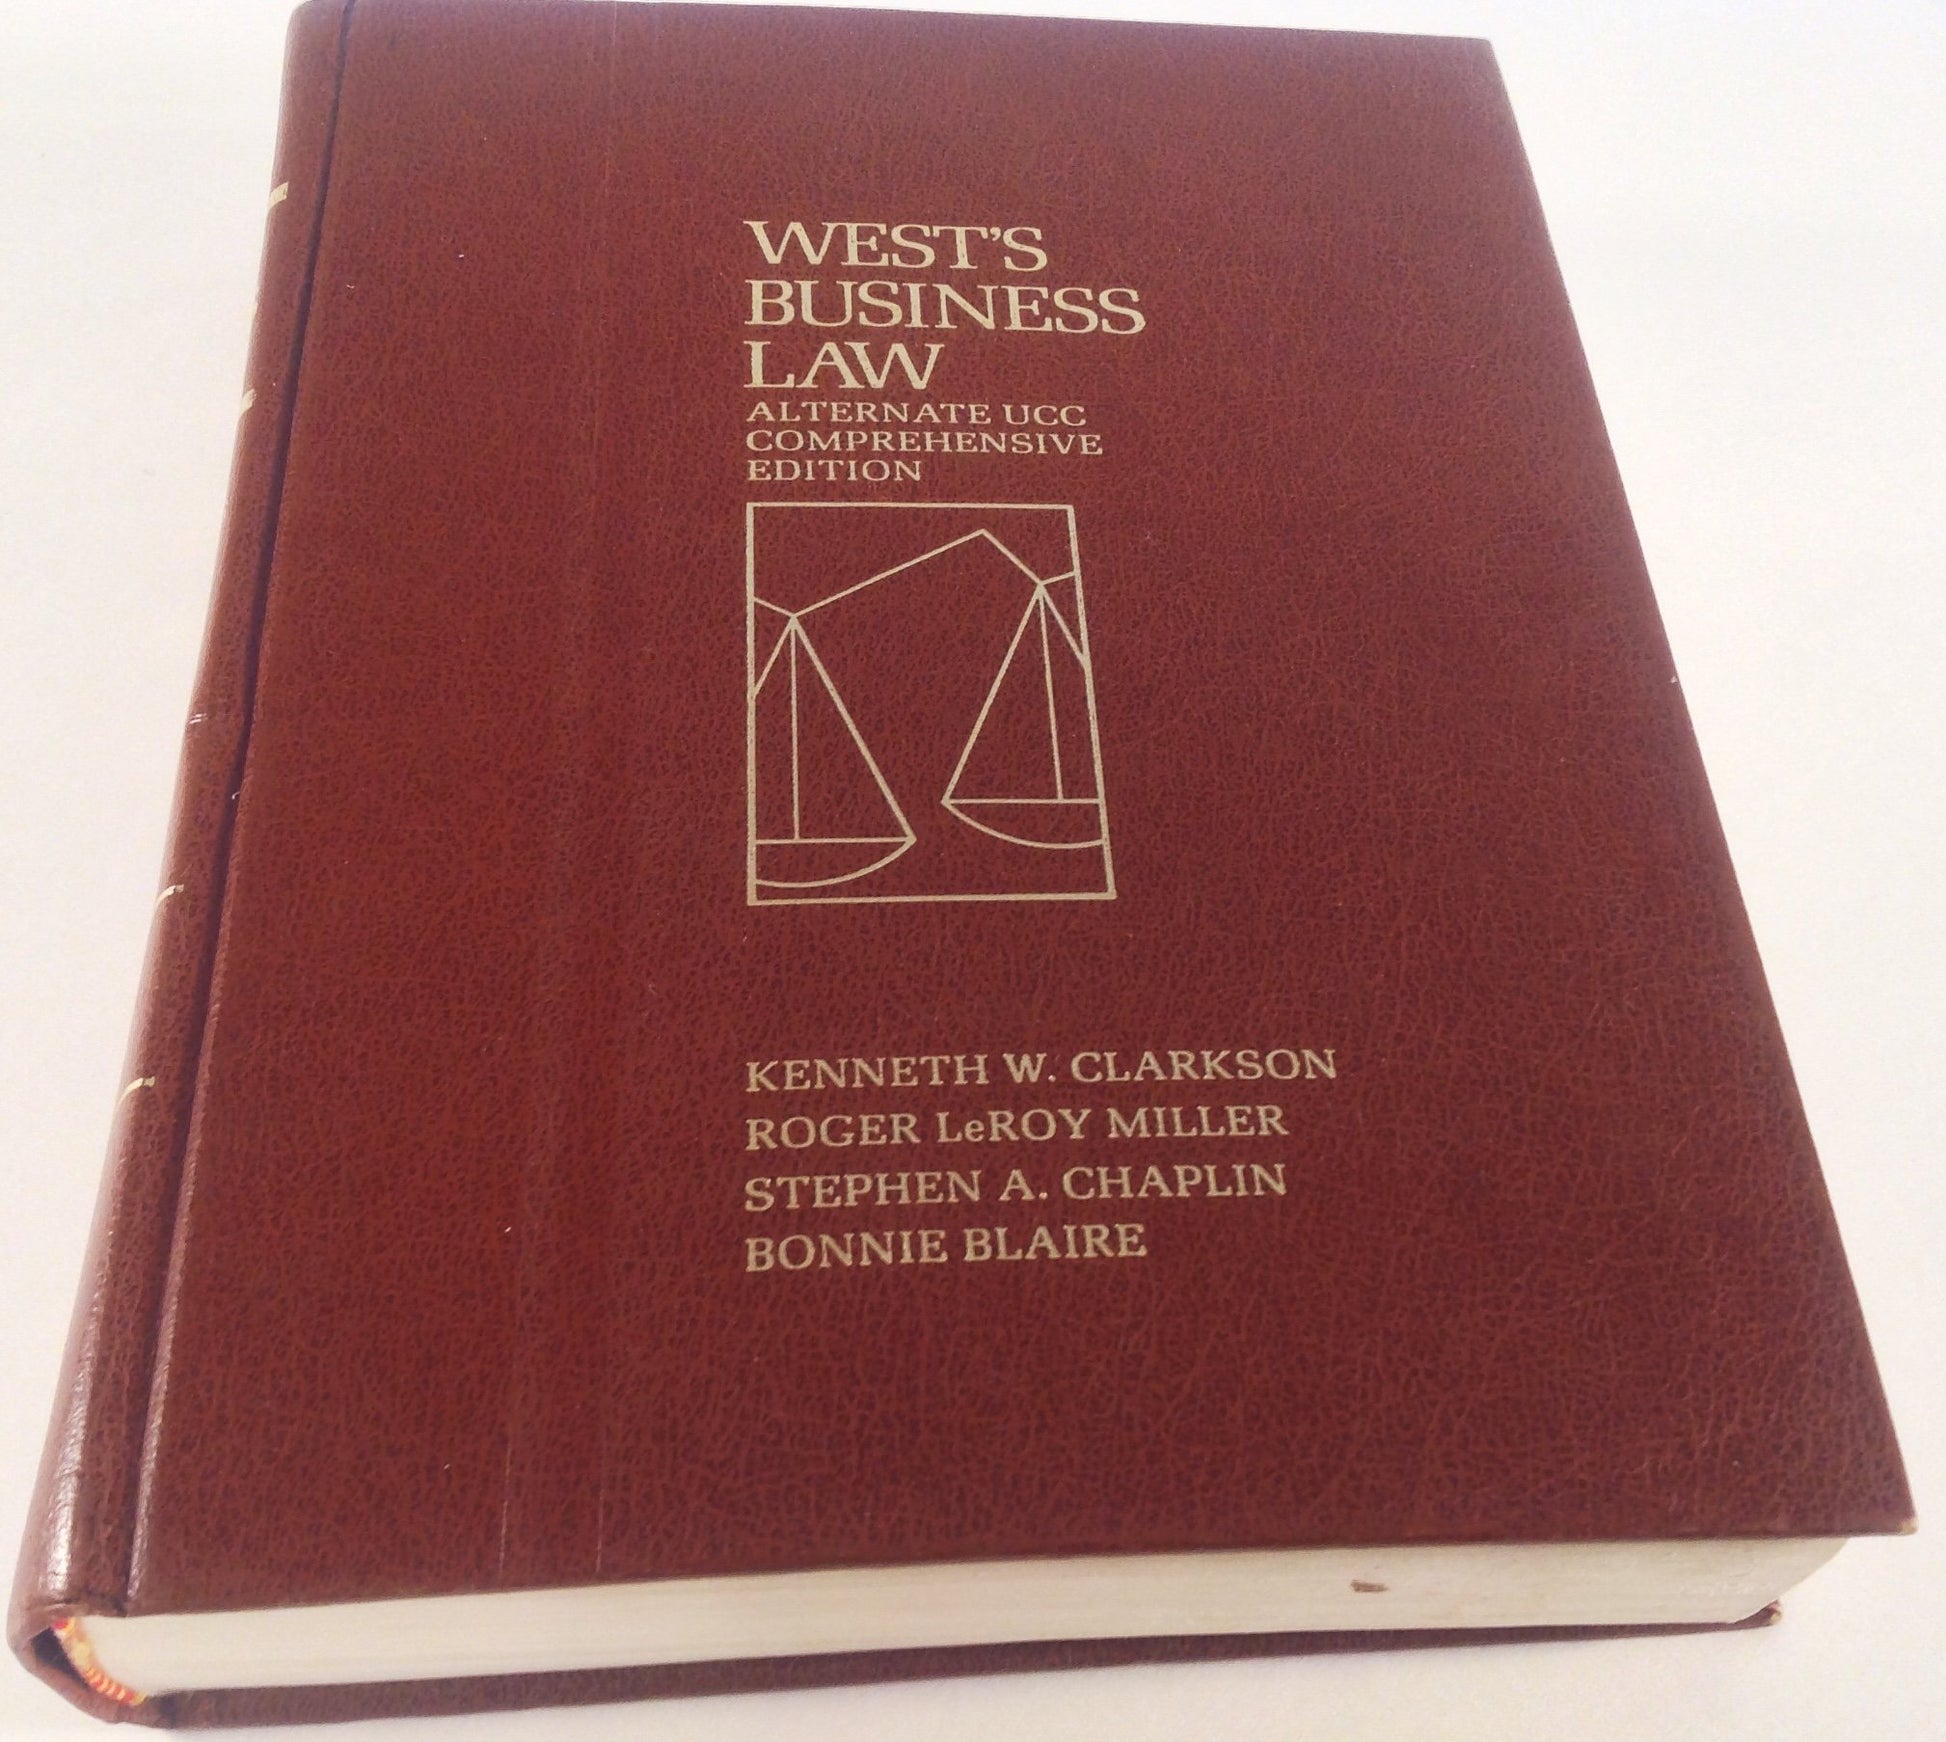 WEST'S
BUSINESS
LAW
ALTERNATE UCC
COMPREHENSIVE
EDITION
KENNETH W. CLARKSON
ROGER LeROY MILLER
STEPHEN A. CHAPLIN
BONNIE BLAIRE